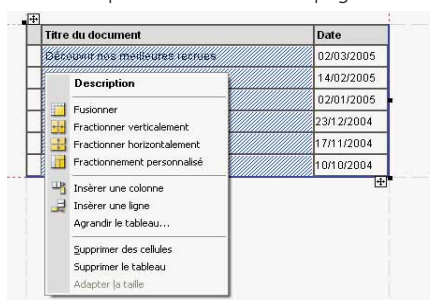 Titre du document Date
Découvrir nos meilleures recrues 02/03/2005
14/02/2005
Description
02/01/2005
Fusionner
23/12/2004
Fractionner verticalement
Fractionner horizontalement 17/11/2004
Fractionnement personnalisé 10/10/2004
Insérer une colonne
Insérer une ligne
Agrandir le tableau...
Supprimer des cellules
Supprimer le tableau
Adapter la taille